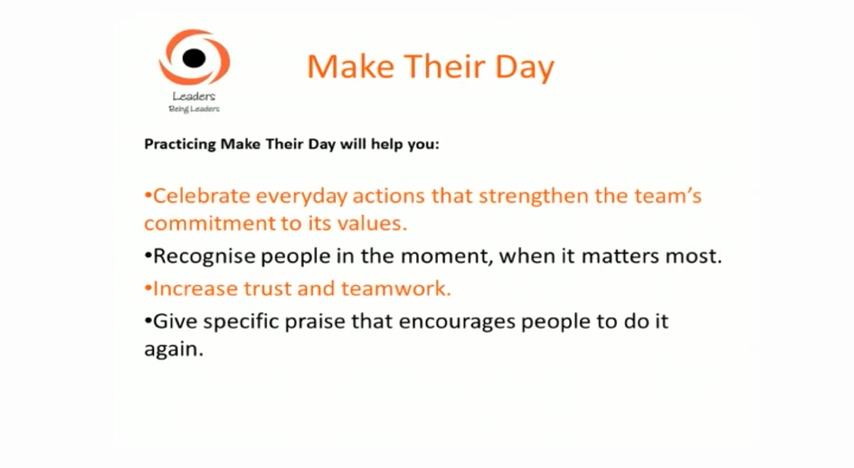 Leaders
Being Leaders
Make Their Day
Practicing Make Their Day will help you:
•Celebrate everyday actions that strengthen the team's
commitment to its values.
•Recognise people in the moment, when it matters most.
•Increase trust and teamwork.
•Give specific praise that encourages people to do it
again.